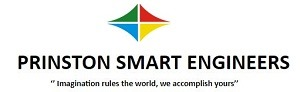 PRINSTON SMART ENGINEERS
‘’ Imagination rules the world, we accomplish yours’’